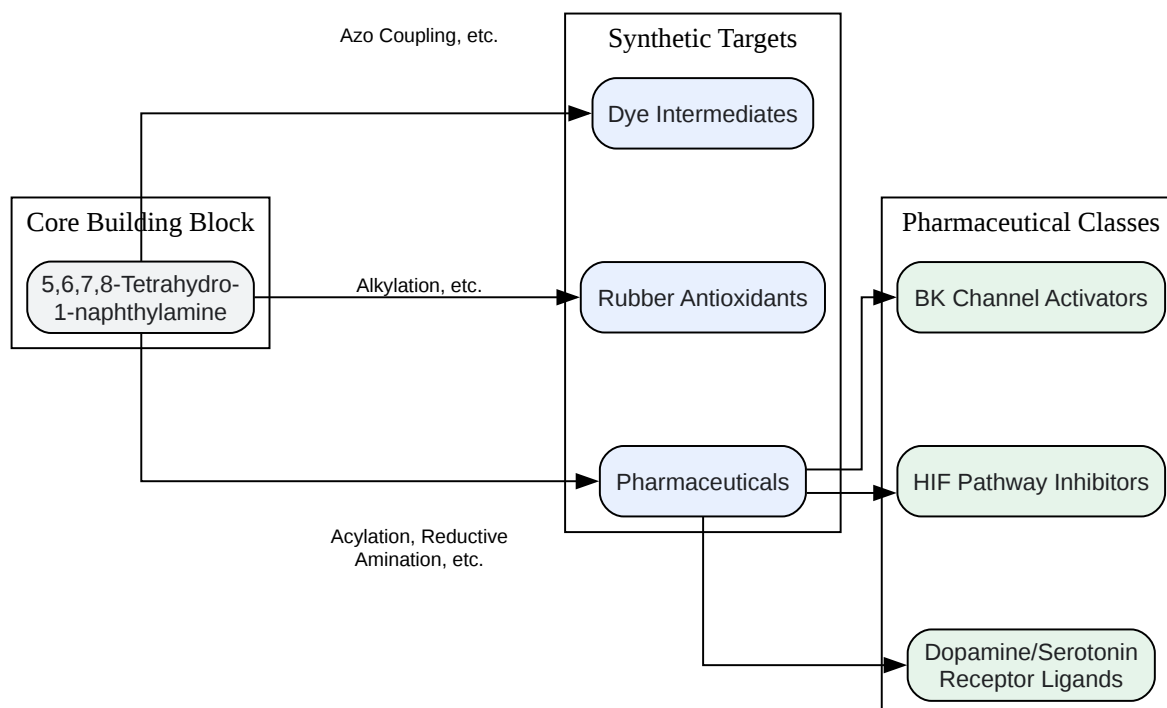 Azo Coupling, etc.
Synthetic Targets
Dye Intermediates
Core Building Block
Pharmaceutical Classes
5,6,7,8-Tetrahydro-
1-naphthylamine
Alkylation, etc.
Rubber Antioxidants
BK Channel Activators
Pharmaceuticals
HIF Pathway Inhibitors
Acylation, Reductive
Amination, etc.
Dopamine/Serotonin
Receptor Ligands